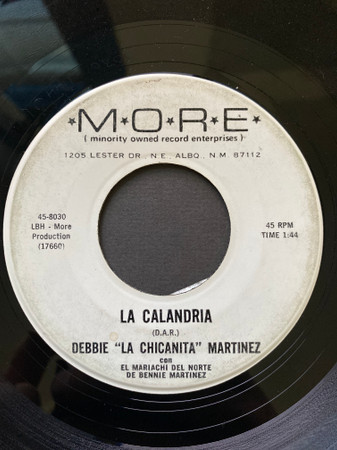 ★M★O★R★E★
( minority owned record enterprises )
1205 LESTER DR., N.E., ALBQ., N.M. 87112
45-8030
LBH - More
Production
(17660)
45 RPM
TIME 1:44
LA CALANDRIA
(D.A.R.)
DEBBIE "LA CHICANITA" MARTINEZ
con
EL MARIACHI DEL NORTE
DE BENNIE MARTINEZ